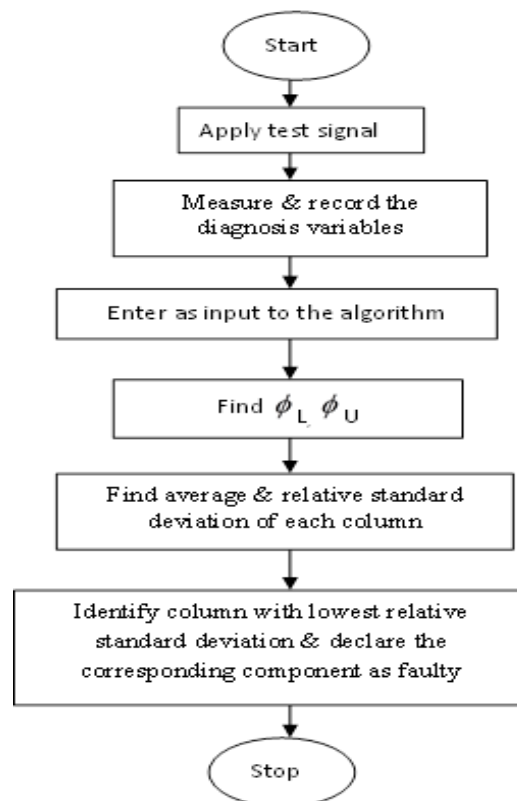 Start
Apply test signal
Measure & record the
diagnosis variables
Enter as input to the algorithm
Find ϕ L, ϕ U
Find average & relative standard
deviation of each column
Identify column with lowest relative
standard deviation & declare the
corresponding component as faulty
Stop